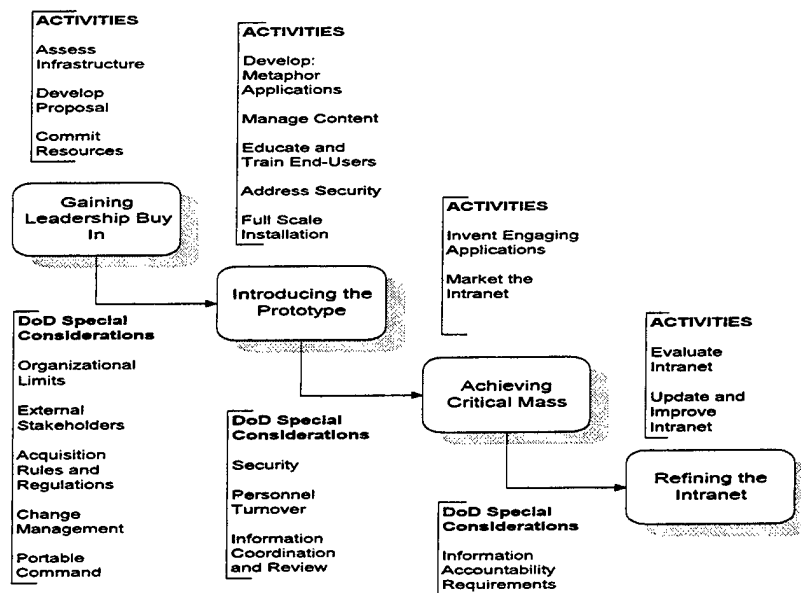 ACTIVITIES
Assess
Infrastructure
Develop
Proposal
Commit
Resources
Gaining
Leadership Buy
In
DoD Special
Considerations
Organizational
Limits
External
Stakeholders
Acquisition
Rules and
Regulations
Change
Management
Portable
Command
ACTIVITIES
Develop:
Metaphor
Applications
Manage Content
Educate and
Train End-Users
Address Security
Full Scale
Installation
Introducing the
Prototype
DoD Special
Considerations
Security
Personnel
Turnover
Information
Coordination
and Review
ACTIVITIES
Invent Engaging
Applications
Market the
Intranet
Achieving
Critical Mass
DoD Special
Considerations
Information
Accountability
Requirements
ACTIVITIES
Evaluate
Intranet
Update and
Improve
Intranet
Refining the
Intranet